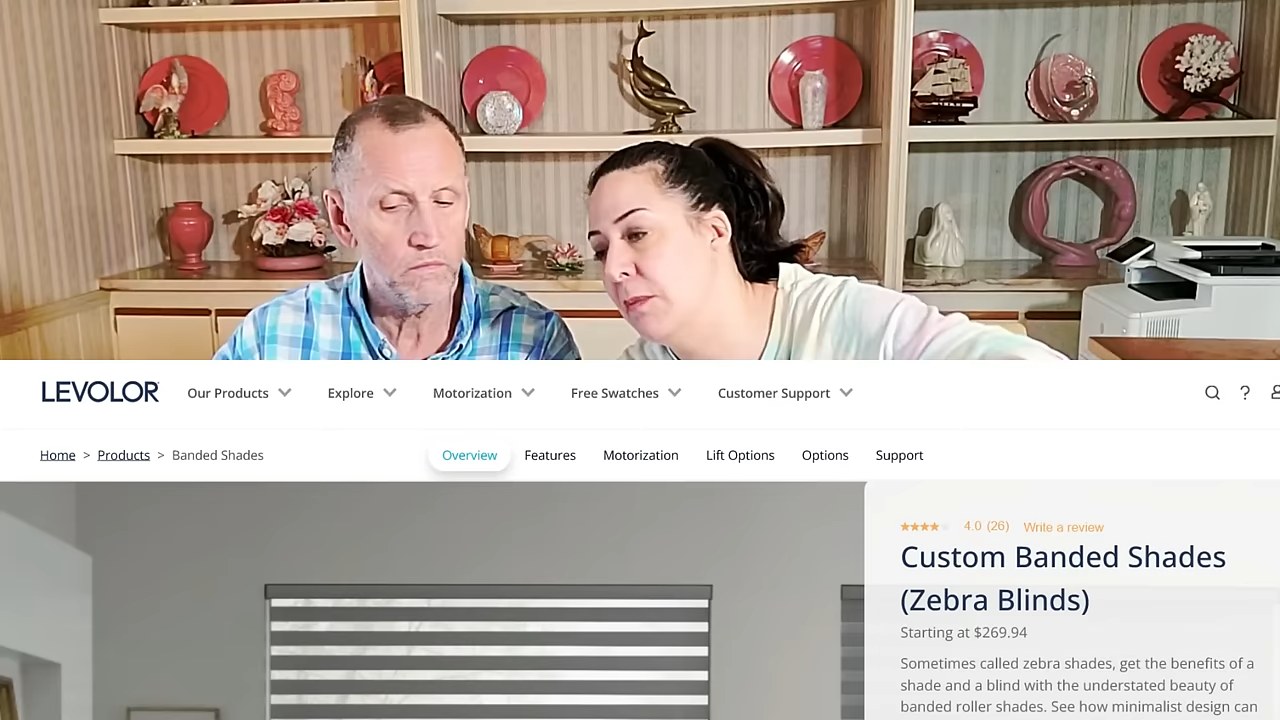 LEVOLOR Our Products Explore Motorization Free Swatches Customer Support
Home > Products > Banded Shades Overview Features Motorization Lift Options Options Support
4.0 (26) Write a review
Custom Banded Shades
(Zebra Blinds)
Starting at $269.94
Sometimes called zebra shades, get the benefits of a
shade and a blind with the understated beauty of
banded roller shades. See how minimalist design can